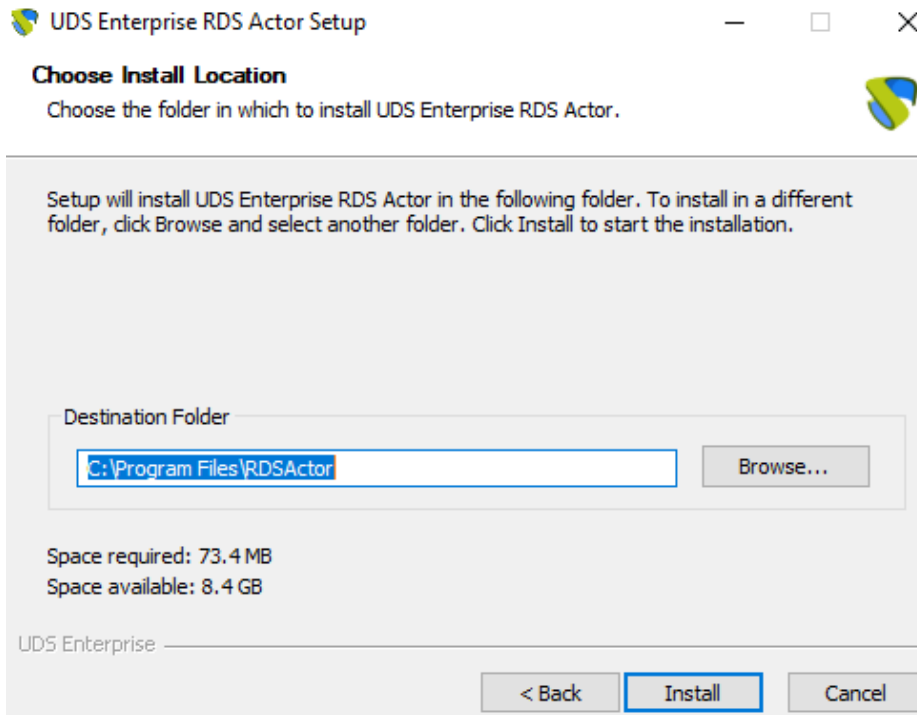 UDS Enterprise RDS Actor Setup
Choose Install Location
Choose the folder in which to install UDS Enterprise RDS Actor.
Setup will install UDS Enterprise RDS Actor in the following folder. To install in a different
folder, click Browse and select another folder. Click Install to start the installation.
Destination Folder
C:\Program Files\RDSActor
Browse...
Space required: 73.4 MB
Space available: 8.4 GB
UDS Enterprise
< Back
Install
Cancel